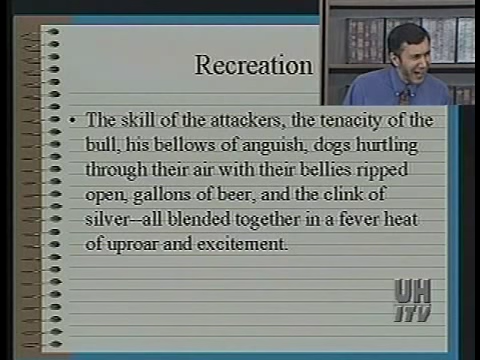 Recreation
• The skill of the attackers, the tenacity of the
bull, his bellows of anguish, dogs hurtling
through their air with their bellies ripped
open, gallons of beer, and the clink of
silver--all blended together in a fever heat
of uproar and excitement.
UH
ITV